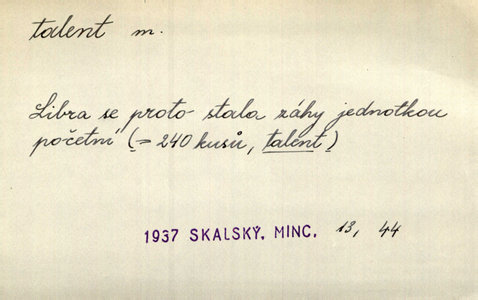 talent m.
Libra se proto stala záhy jednotkou
početní (= 240 kusů, talent)
1937 SKALSKÝ, MINC. 13, 44